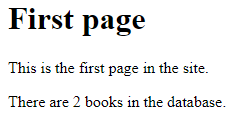 First page
This is the first page in the site.
There are 2 books in the database.